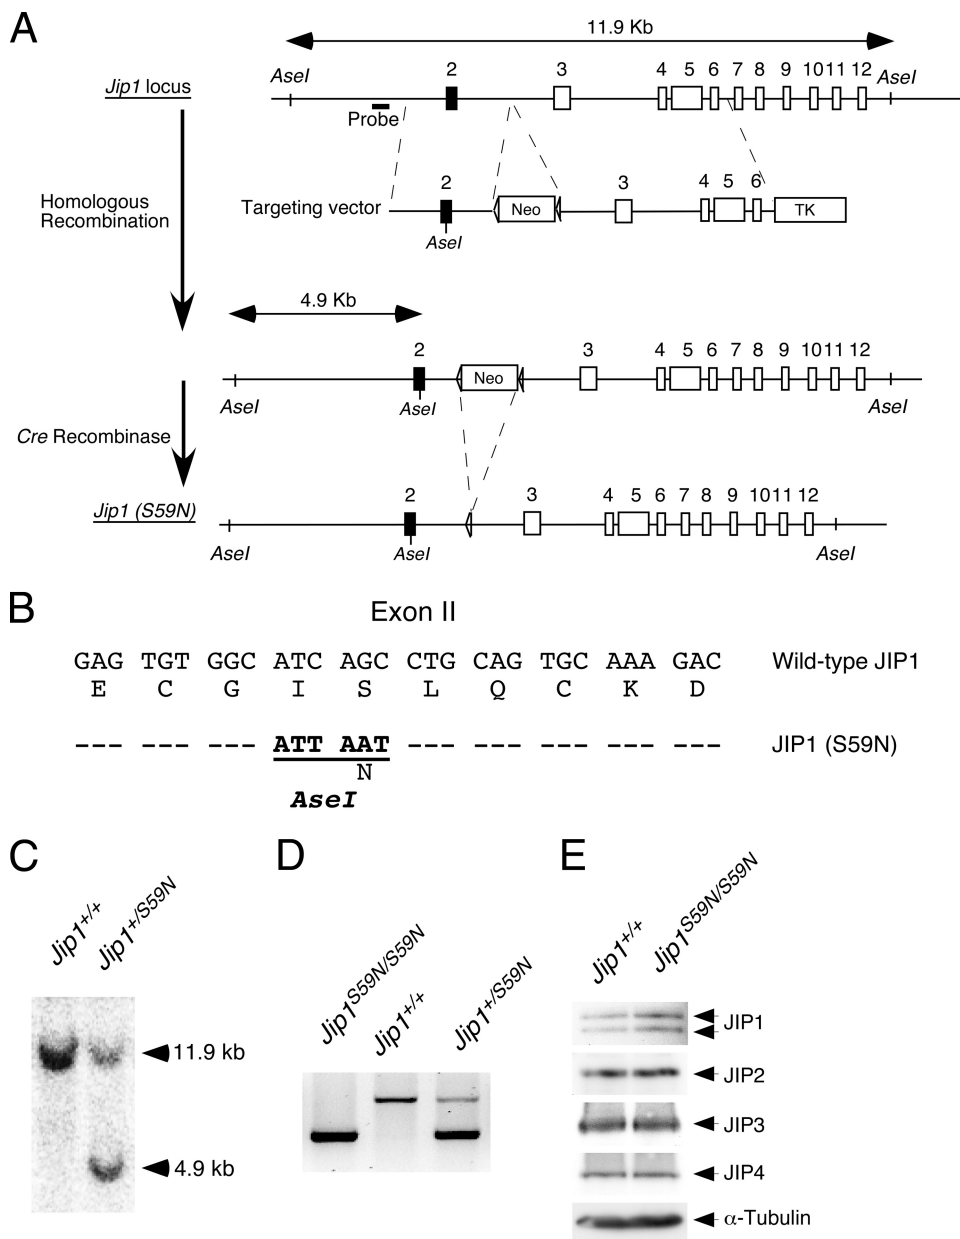 A
11.9 Kb
AseI 2 3 4 5 6 7 8 9 10 11 12 AseI
Jip1 locus
Probe
Homologous
Recombination
2 3 4 5 6
Targeting vector Neo TK
AseI
4.9 Kb
2 3 4 5 6 7 8 9 10 11 12
Neo
AseI AseI AseI
Cre Recombinase
Jip1 (S59N) 2 3 4 5 6 7 8 9 10 11 12
AseI AseI AseI
B
Exon II
GAG TGT GGC ATC AGC CTG CAG TGC AAA GAC Wild-type JIP1
E C G I S L Q C K D
--- --- --- ATT AAT --- --- --- --- --- JIP1 (S59N)
N
AseI
C
Jip1+/+
Jip1+/S59N
11.9 kb
4.9 kb
D
Jip1S59N/S59N
Jip1+/+
Jip1+/S59N
E
Jip1+/+
Jip1S59N/S59N
JIP1
JIP2
JIP3
JIP4
α-Tubulin